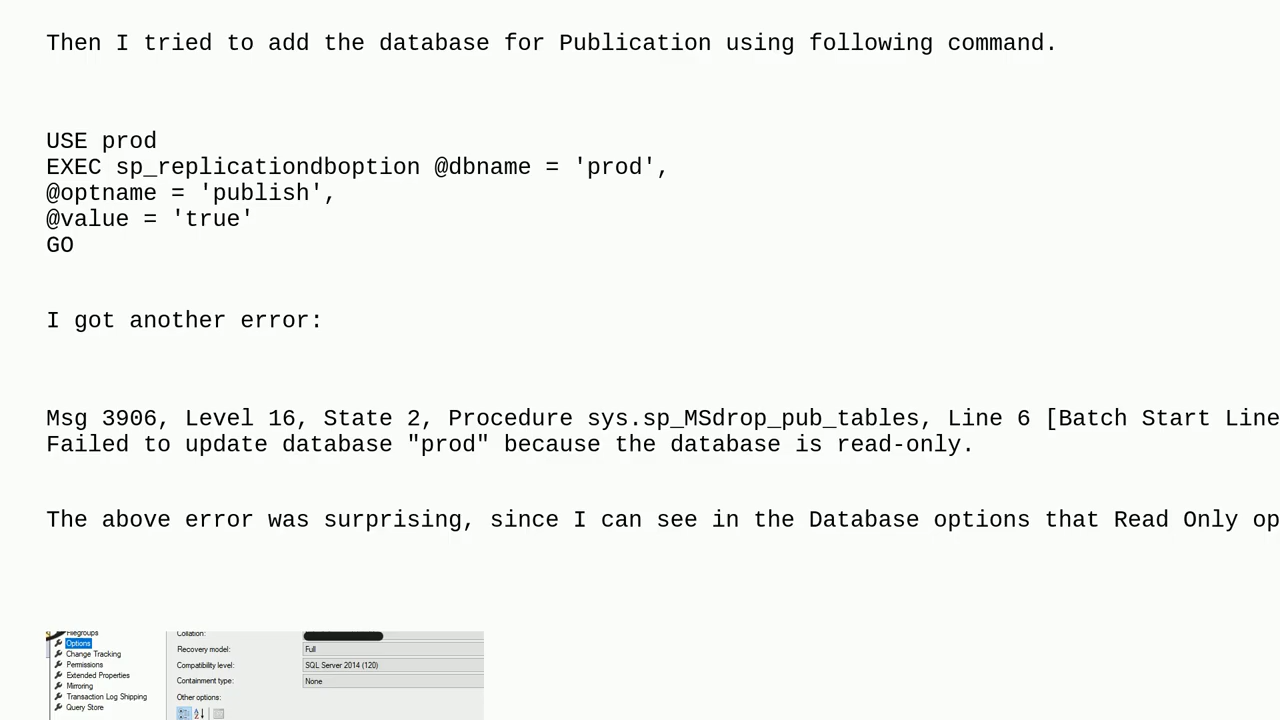 Then I tried to add the database for Publication using following command.
USE prod
EXEC sp_replicationdboption @dbname = 'prod',
@optname = 'publish',
@value = 'true'
GO
I got another error:
Msg 3906, Level 16, State 2, Procedure sys.sp_MSdrop_pub_tables, Line 6 [Batch Start Line
Failed to update database "prod" because the database is read-only.
The above error was surprising, since I can see in the Database options that Read Only op
Filegroups
Options
Change Tracking
Permissions
Extended Properties
Mirroring
Transaction Log Shipping
Query Store
Collation:
Recovery model: Full
Compatibility level: SQL Server 2014 (120)
Containment type: None
Other options: